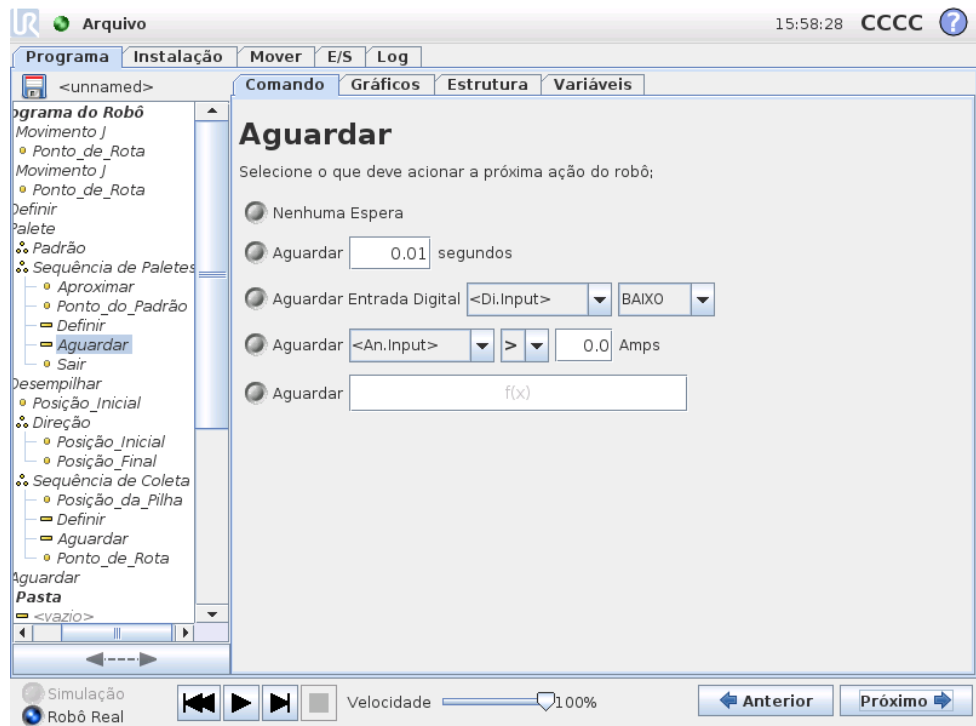 UR Arquivo 15:58:28 CCCC ?
Programa Instalação Mover E/S Log
<unnamed> Comando Gráficos Estrutura Variáveis
ograma do Robô
Movimento J
Ponto_de_Rota
Movimento J
Ponto_de_Rota
Definir
Palete
Padrão
Sequência de Paletes
Aproximar
Ponto_do_Padrão
Definir
Aguardar
Sair
Desempilhar
Posição_Inicial
Direção
Posição_Inicial
Posição_Final
Sequência de Coleta
Posição_da_Pilha
Definir
Aguardar
Ponto_de_Rota
Aguardar
Pasta
<vazio>
Aguardar
Selecione o que deve acionar a próxima ação do robô;
Nenhuma Espera
Aguardar 0.01 segundos
Aguardar Entrada Digital <Di.Input> BAIXO
Aguardar <An.Input> > 0.0 Amps
Aguardar f(x)
Simulação
Robô Real
Velocidade 100%
Anterior Próximo